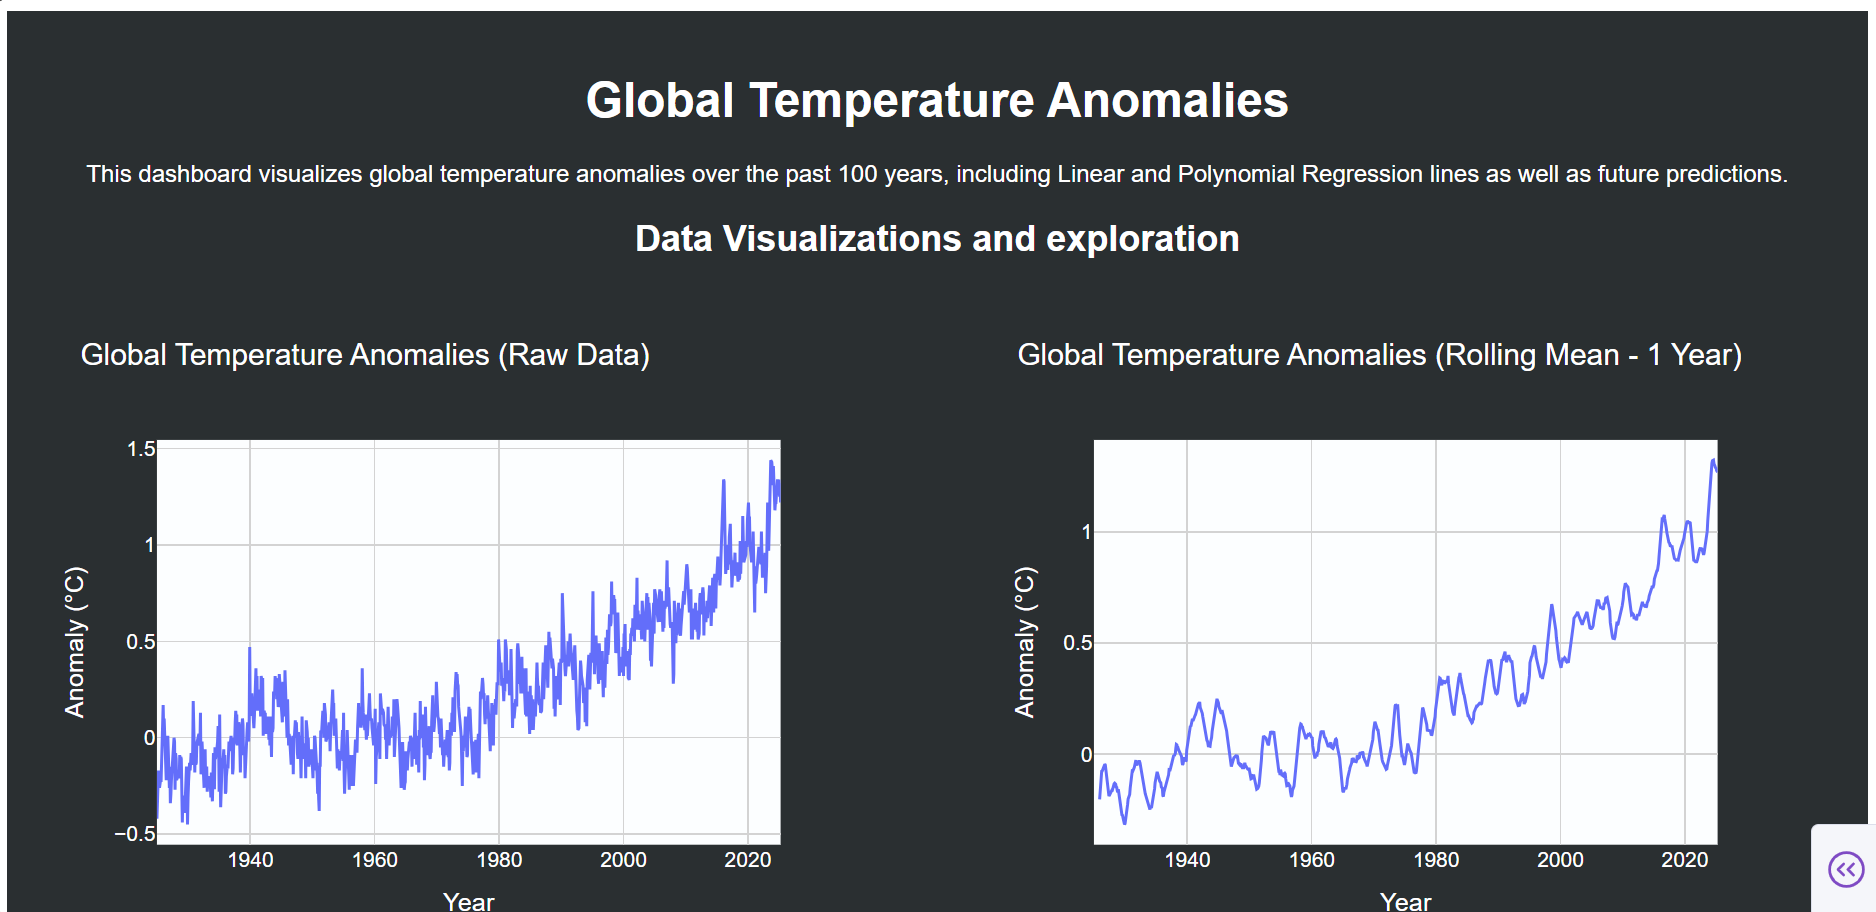 Global Temperature Anomalies
This dashboard visualizes global temperature anomalies over the past 100 years, including Linear and Polynomial Regression lines as well as future predictions.
Data Visualizations and exploration
Global Temperature Anomalies (Raw Data)
1.5
1
0.5
0
−0.5
Anomaly (°C)
1940 1960 1980 2000 2020
Year
Global Temperature Anomalies (Rolling Mean - 1 Year)
1
0.5
0
Anomaly (°C)
1940 1960 1980 2000 2020
Year